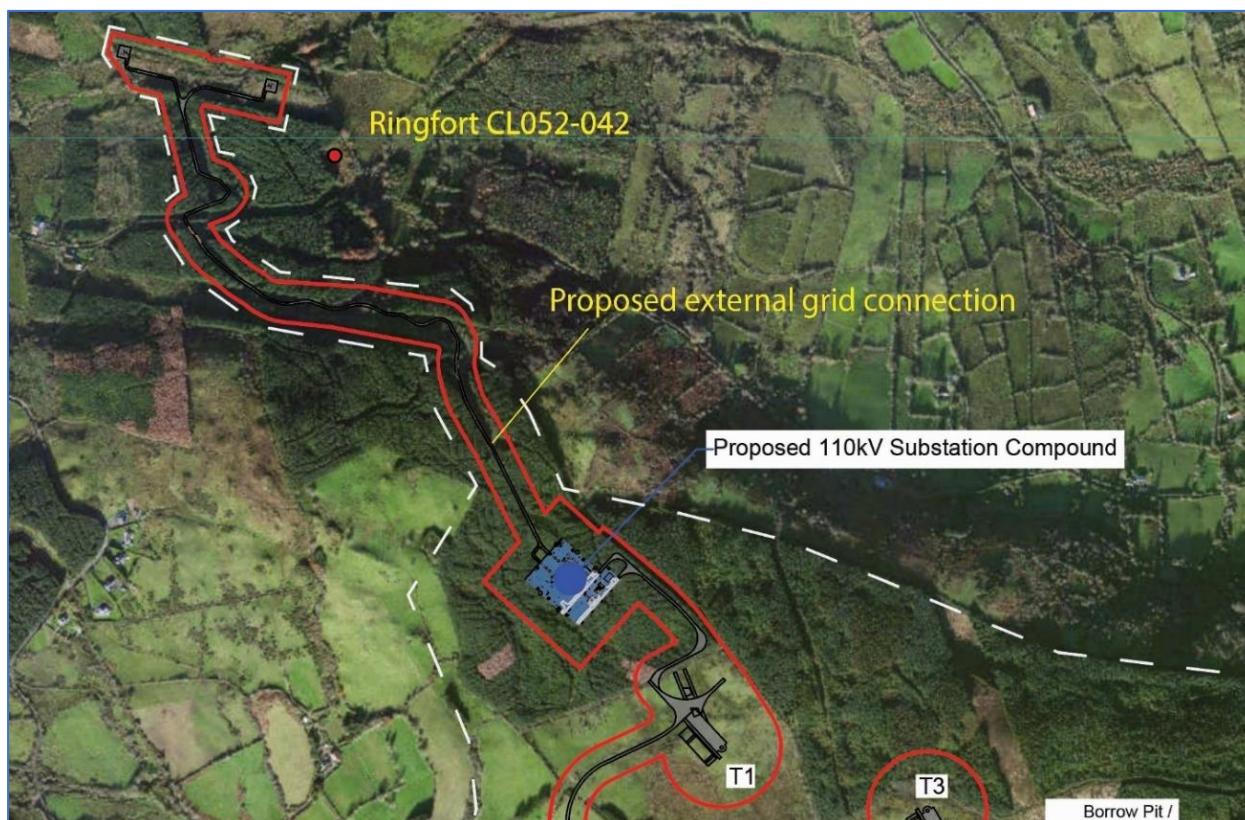 Ringfort CL052-042
Proposed external grid connection
Proposed 110kV Substation Compound
T1
T3
Borrow Pit /